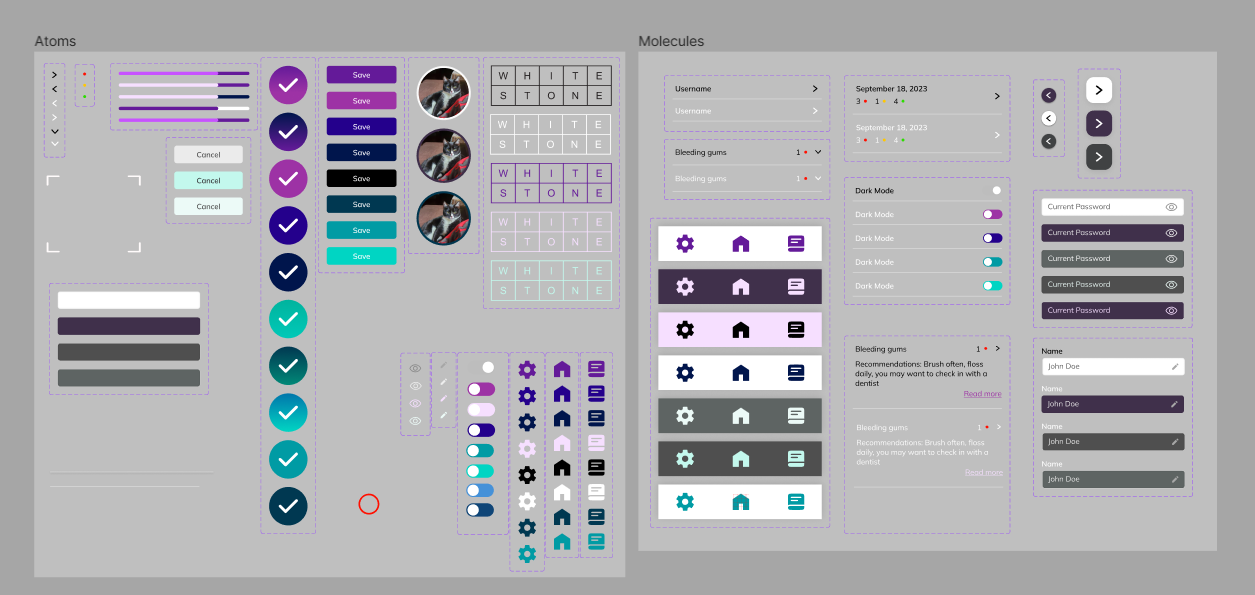 Atoms
Save
Save
Save
Save
Save
Save
Save
Save
Cancel
Cancel
Cancel
W H I T E
S T O N E
W H I T E
S T O N E
W H I T E
S T O N E
W H I T E
S T O N E
W H I T E
S T O N E
Molecules
Username
Username
Bleeding gums 1
Bleeding gums 1
September 18, 2023
3 1 4
September 18, 2023
3 1 4
Dark Mode
Dark Mode
Dark Mode
Dark Mode
Dark Mode
Bleeding gums 1
Recommendations: Brush often, floss
daily, you may want to check in with a
dentist
Read more
Bleeding gums 1
Recommendations: Brush often, floss
daily, you may want to check in with a
dentist
Read more
Current Password
Current Password
Current Password
Current Password
Current Password
Name
John Doe
Name
John Doe
Name
John Doe
Name
John Doe